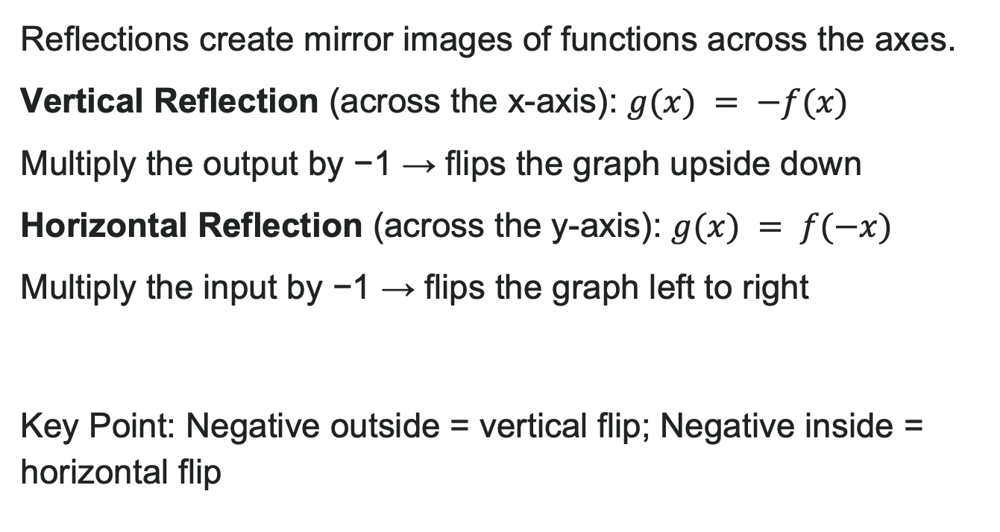 Reflections create mirror images of functions across the axes.
Vertical Reflection (across the x-axis): g(x) = −f(x)
Multiply the output by −1 → flips the graph upside down
Horizontal Reflection (across the y-axis): g(x) = f(−x)
Multiply the input by −1 → flips the graph left to right
Key Point: Negative outside = vertical flip; Negative inside =
horizontal flip